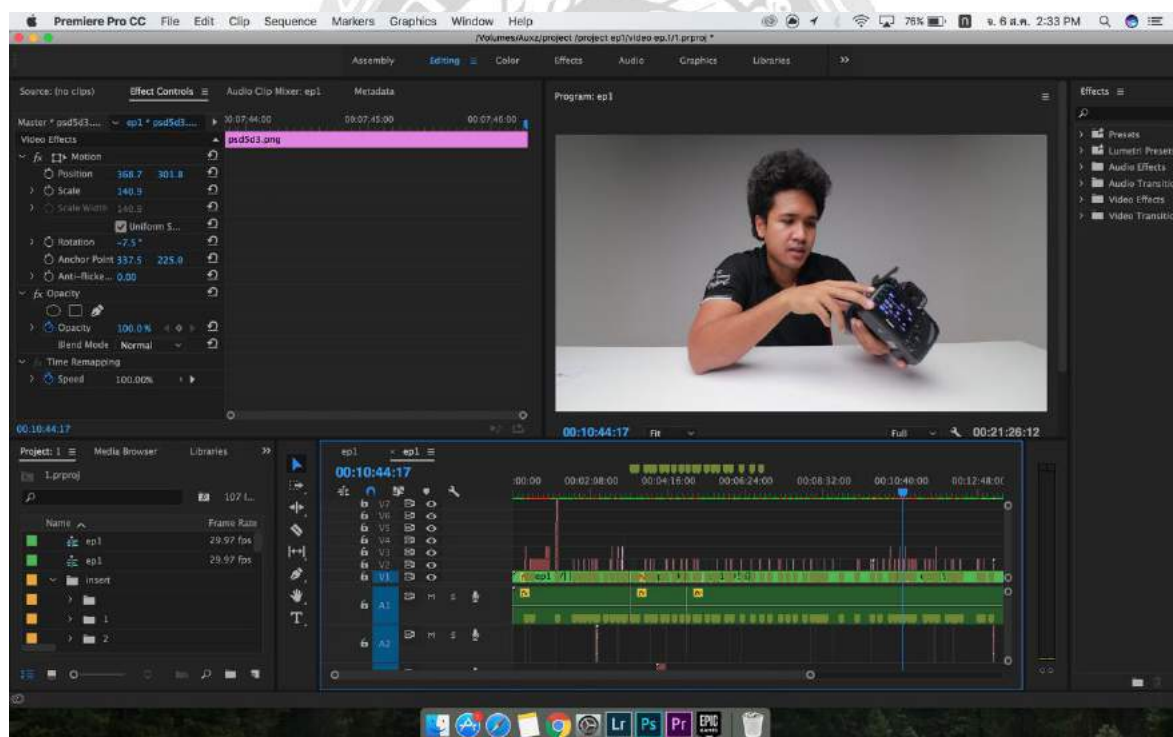 Premiere Pro CC File Edit Clip Sequence Markers Graphics Window Help 76% จ. 6 ส.ค. 2:33 PM
/Volumes/Auxz/project /project ep1/video ep.1/1.prproj *
Assembly Editing Color Effects Audio Graphics Libraries
Source: (no clips) Effect Controls Audio Clip Mixer: ep1 Metadata
Program: ep1
Effects
Master * psd5d3.... ep1 * psd5d3....
00:07:45:00 00:07:46:00
Video Effects
psd5d3.png
fx Motion
Position 368.7 301.8
Scale 140.9
Scale Width 140.9
Uniform S...
Rotation -7.5°
Anchor Point 337.5 225.0
Anti-flicke... 0.00
fx Opacity
Opacity 100.0 %
Blend Mode Normal
Time Remapping
Speed 100.00%
00:10:44:17
Presets
Lumetri Preset
Audio Effects
Audio Transitic
Video Effects
Video Transitic
00:10:44:17 Fit Full 00:21:26:12
Project: 1 Media Browser Libraries
1.prproj
107 I...
Name Frame Rate
ep1 29.97 fps
ep1 29.97 fps
insert
1
2
ep1 ep1
00:10:44:17
:00:00 00:02:08:00 00:04:16:00 00:06:24:00 00:08:32:00 00:10:40:00 00:12:48:0(
V7
V6
V5
V4
V3
V2
V1
ep1
A1 M S
A2 M S
T
Lr Ps Pr EPIC GAMES